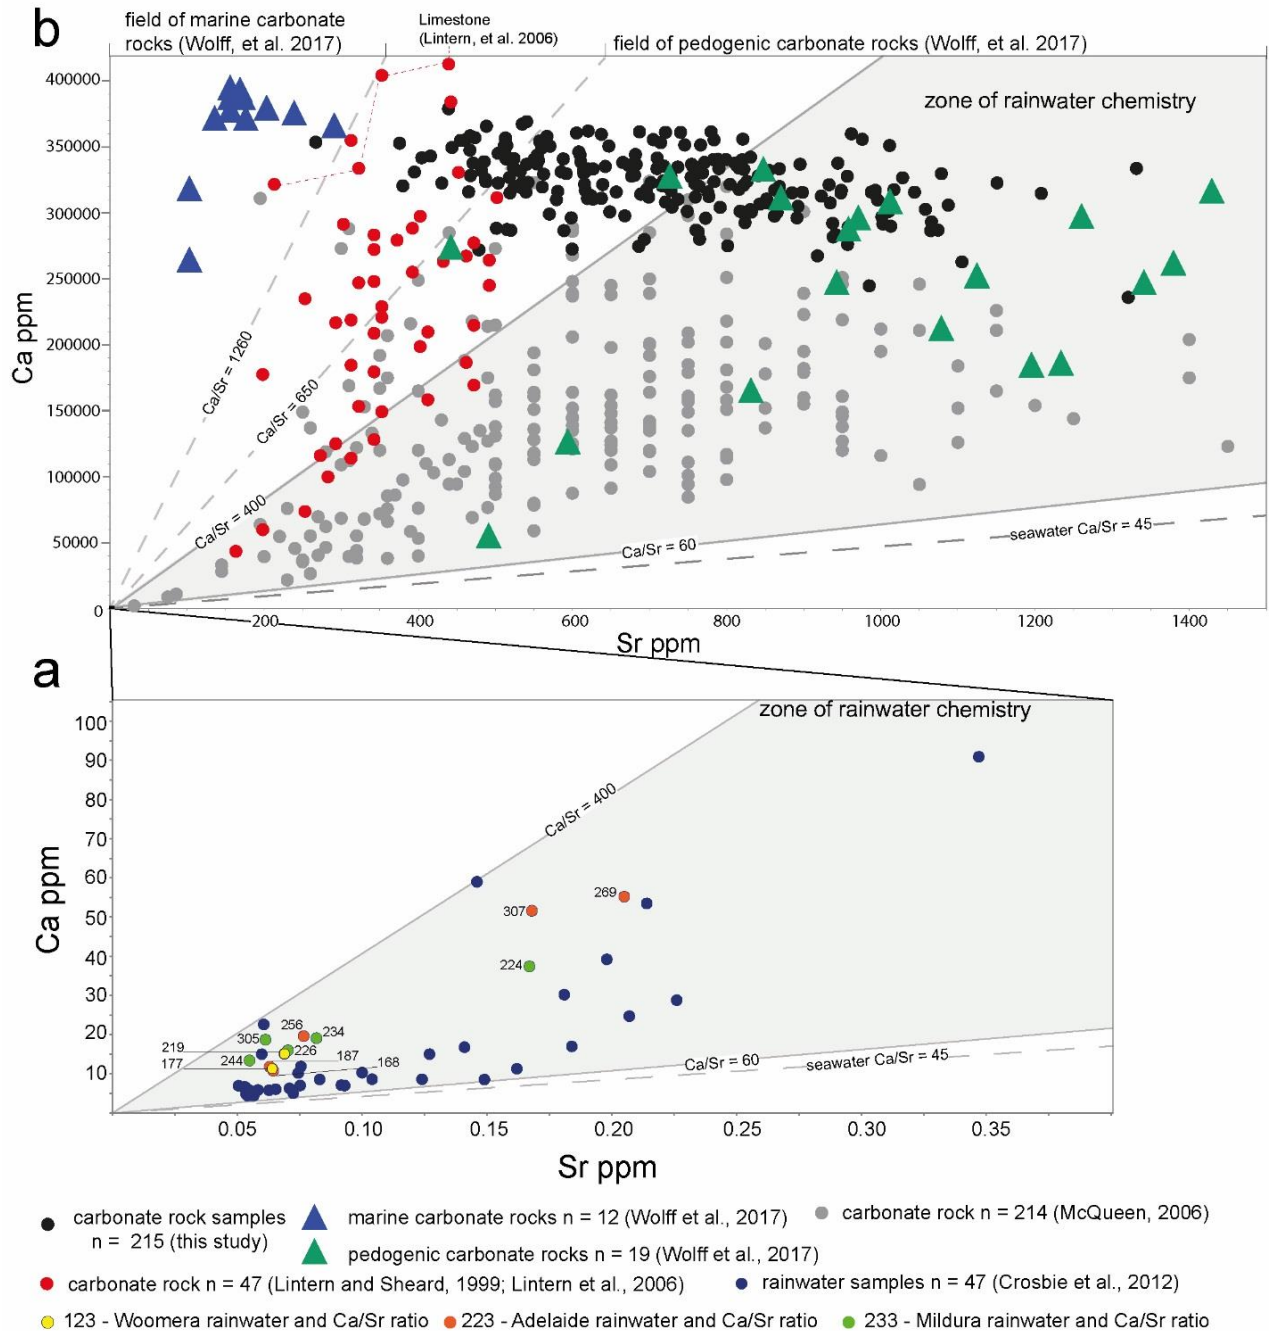 b
field of marine carbonate
rocks (Wolff, et al. 2017)
Limestone
(Lintern, et al. 2006)
field of pedogenic carbonate rocks (Wolff, et al. 2017)
zone of rainwater chemistry
Ca ppm
400000
350000
300000
250000
200000
150000
100000
50000
0
Ca/Sr = 1260
Ca/Sr = 650
Ca/Sr = 400
Ca/Sr = 60
seawater Ca/Sr = 45
200
400
600
800
1000
1200
1400
Sr ppm
a
zone of rainwater chemistry
Ca ppm
100
90
80
70
60
50
40
30
20
10
Ca/Sr = 400
269
307
224
256
234
305
219
226
187
177
244
168
Ca/Sr = 60
seawater Ca/Sr = 45
0.05
0.10
0.15
0.20
0.25
0.30
0.35
Sr ppm
carbonate rock samples
n = 215 (this study)
marine carbonate rocks n = 12 (Wolff et al., 2017)
carbonate rock n = 214 (McQueen, 2006)
pedogenic carbonate rocks n = 19 (Wolff et al., 2017)
carbonate rock n = 47 (Lintern and Sheard, 1999; Lintern et al., 2006)
rainwater samples n = 47 (Crosbie et al., 2012)
123 - Woomera rainwater and Ca/Sr ratio
223 - Adelaide rainwater and Ca/Sr ratio
233 - Mildura rainwater and Ca/Sr ratio